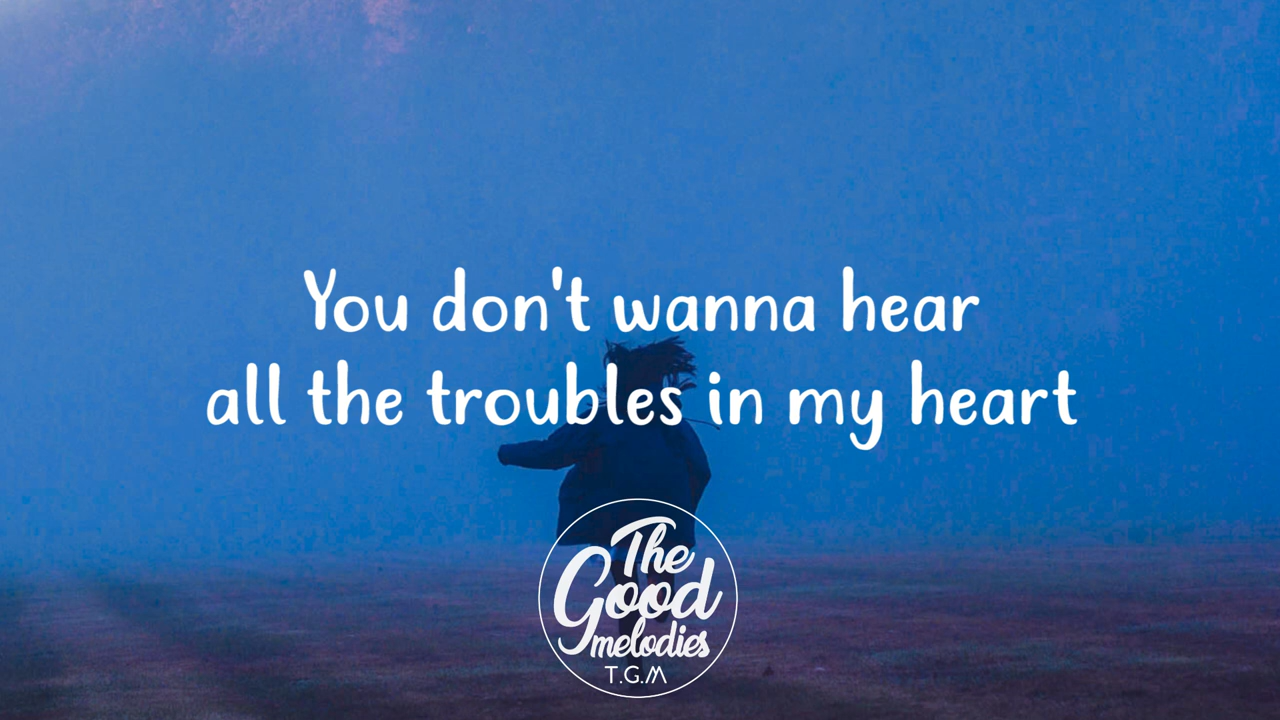 You don't wanna hear
all the troubles in my heart
The
Good
melodies
T.G.M